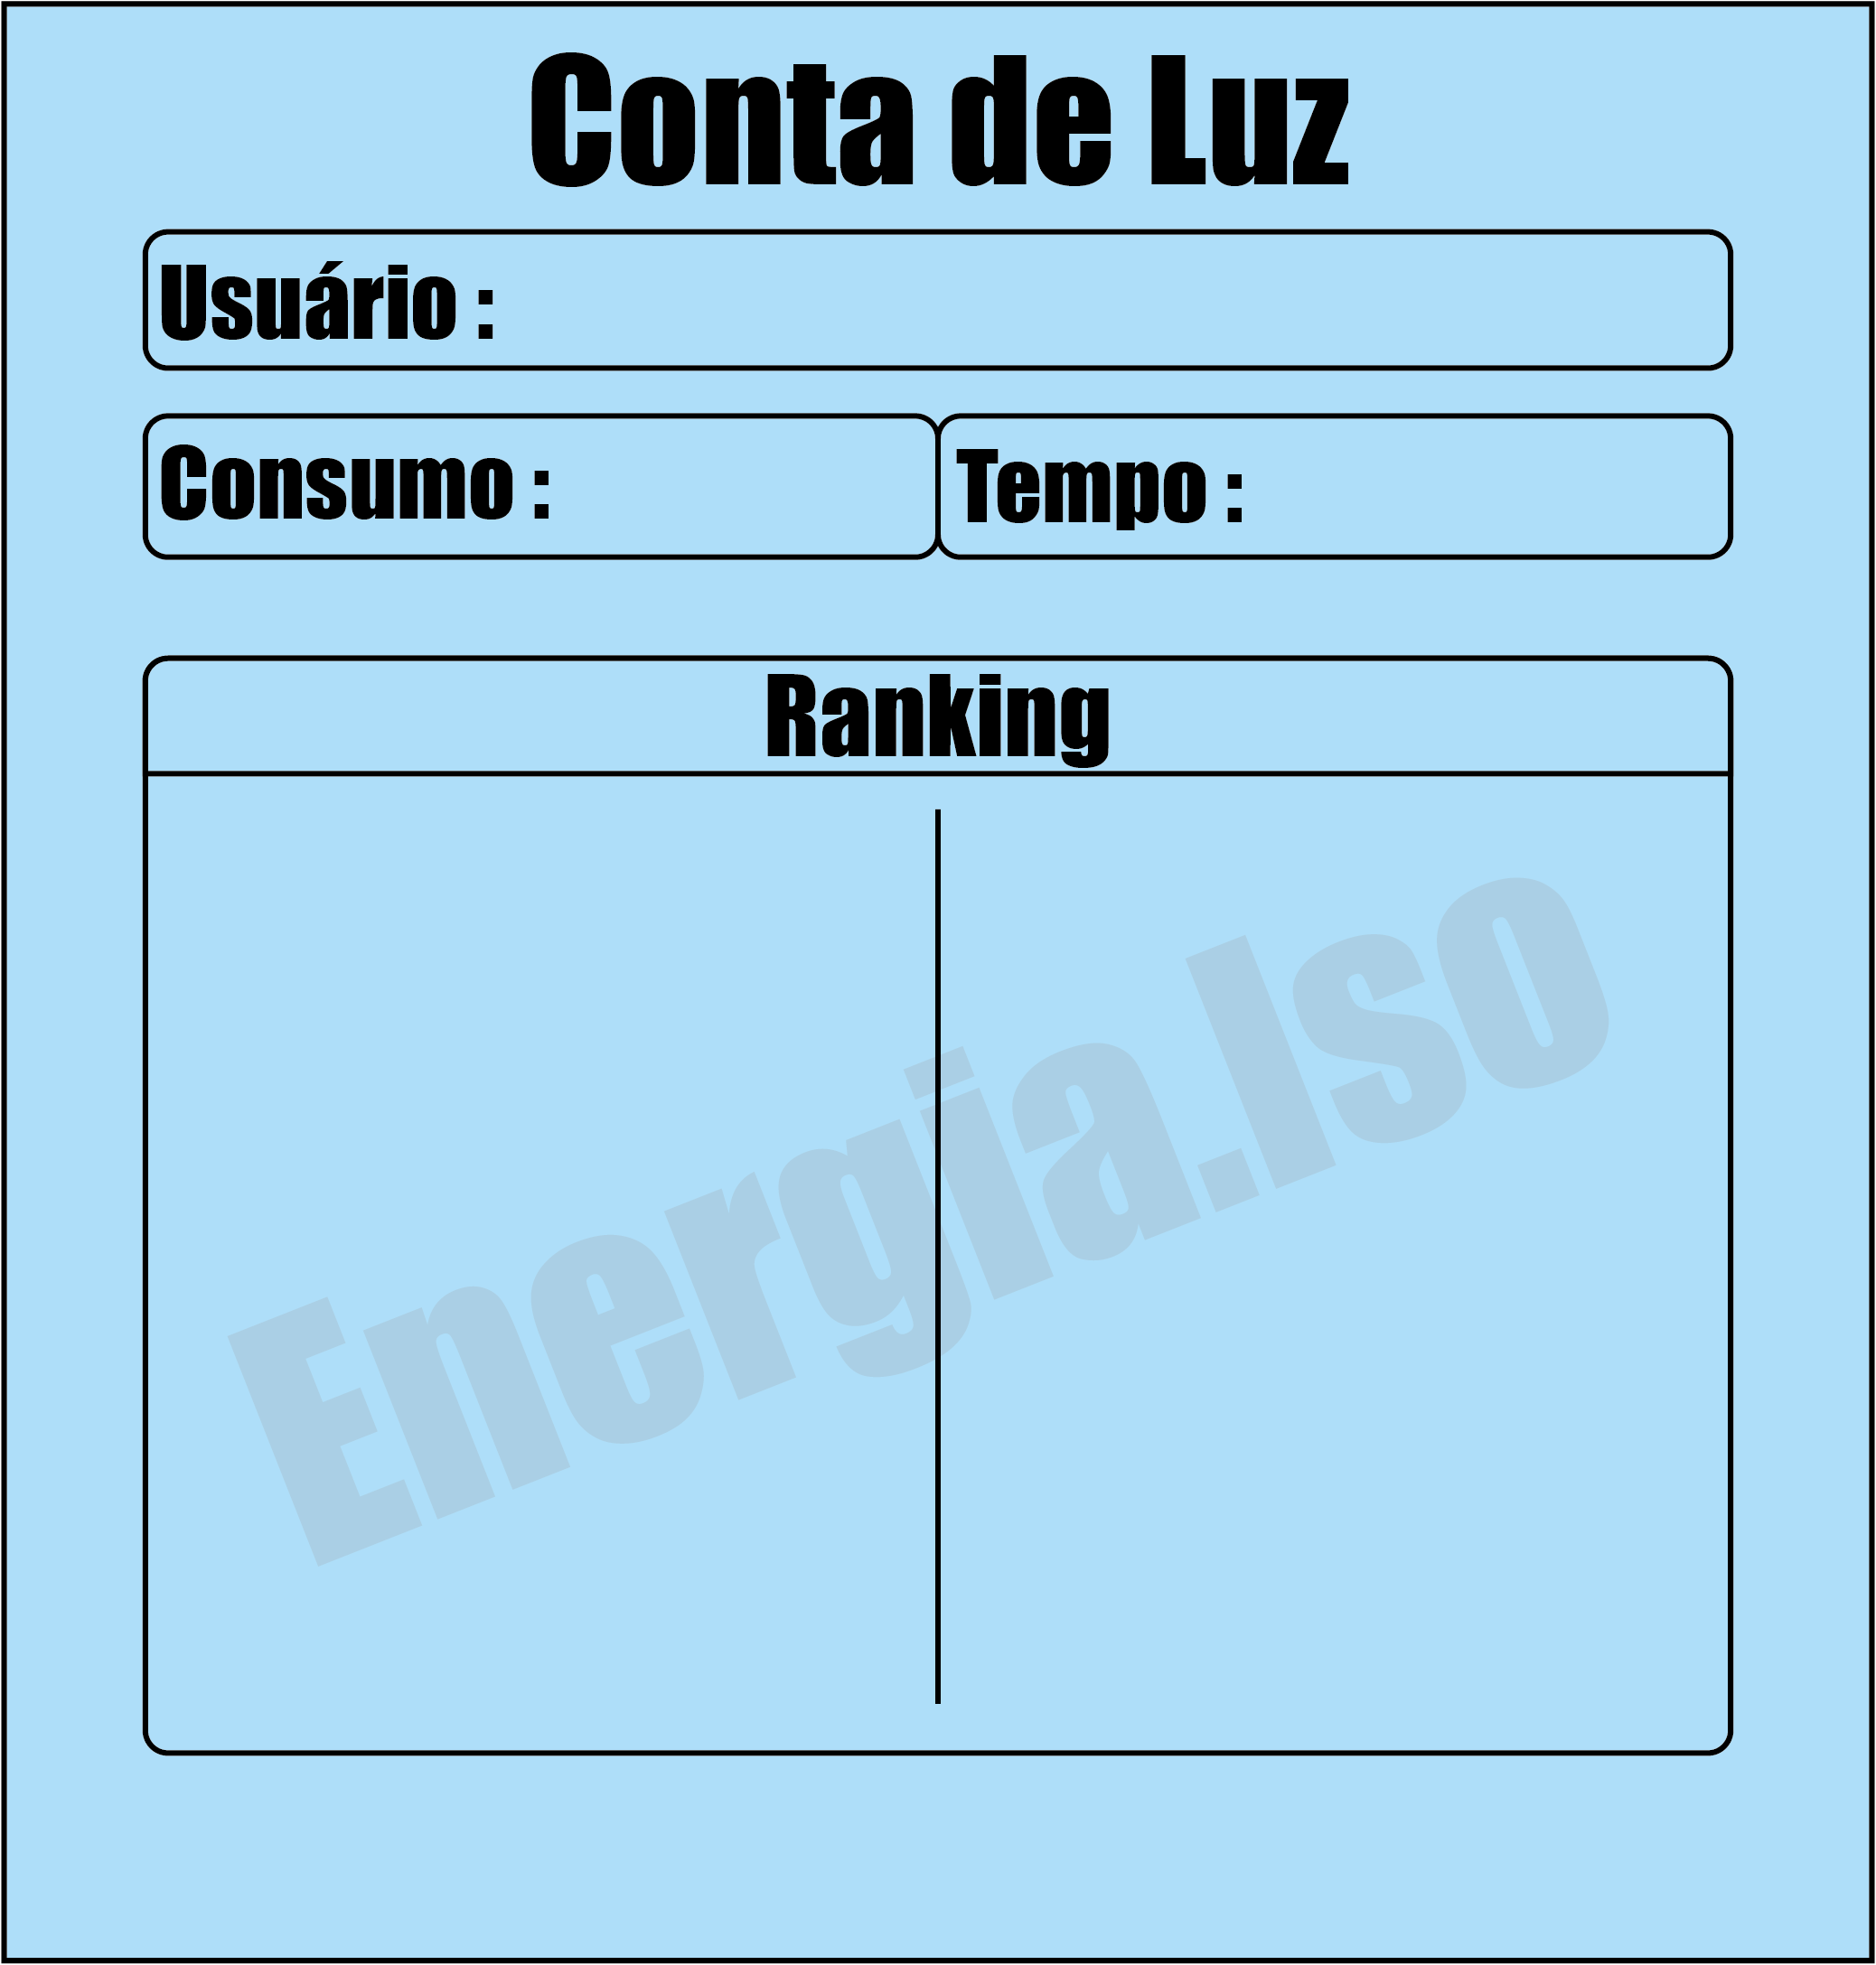 Conta de Luz
Usuário :
Consumo :
Tempo :
Ranking
Energia.Iso